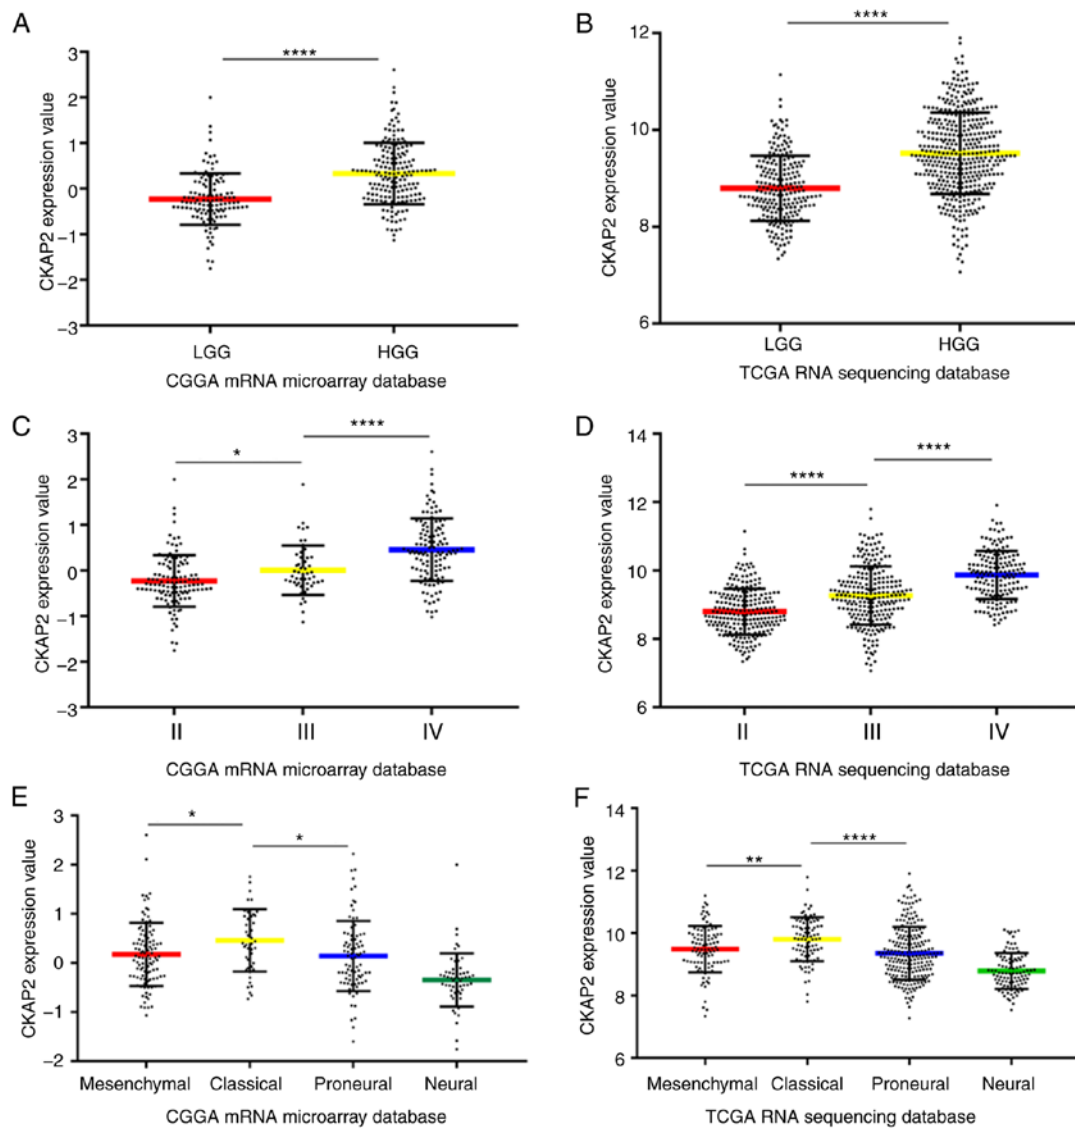 A
****
3
2
1
0
−1
−2
−3
CKAP2 expression value
LGG HGG
CGGA mRNA microarray database
B
****
12
10
8
6
CKAP2 expression value
LGG HGG
TCGA RNA sequencing database
C
****
*
3
2
1
0
−1
−2
−3
CKAP2 expression value
II III IV
CGGA mRNA microarray database
D
****
****
14
12
10
8
6
CKAP2 expression value
II III IV
TCGA RNA sequencing database
E
*
*
3
2
1
0
−1
−2
CKAP2 expression value
Mesenchymal Classical Proneural Neural
CGGA mRNA microarray database
F
****
**
14
12
10
8
6
CKAP2 expression value
Mesenchymal Classical Proneural Neural
TCGA RNA sequencing database